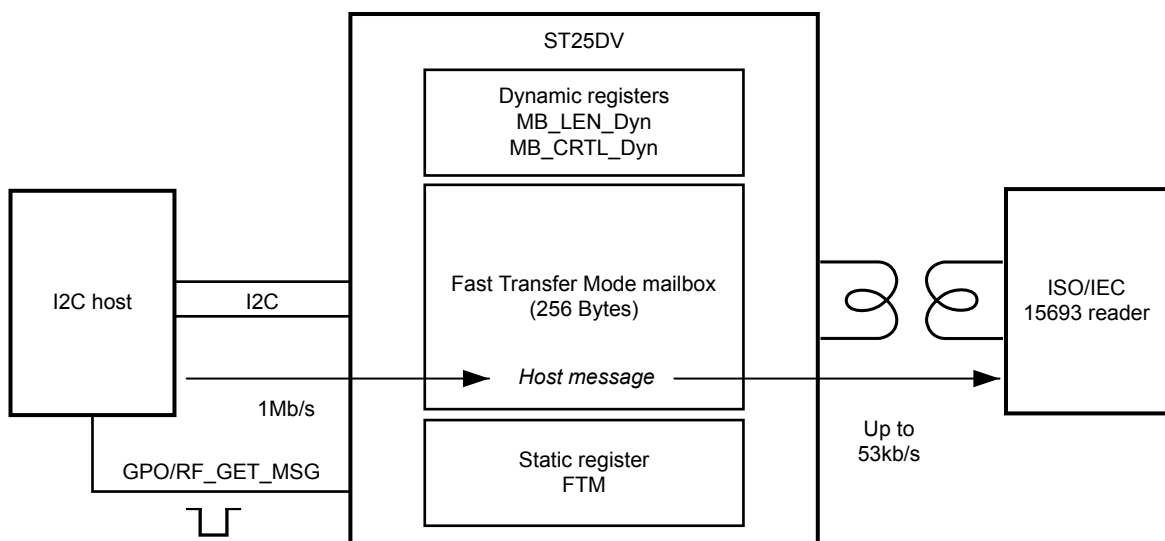 ST25DV
Dynamic registers
MB_LEN_Dyn
MB_CRTL_Dyn
I2C host
I2C
Fast Transfer Mode mailbox
(256 Bytes)
ISO/IEC
15693 reader
Host message
1Mb/s
Up to
53kb/s
GPO/RF_GET_MSG
Static register
FTM